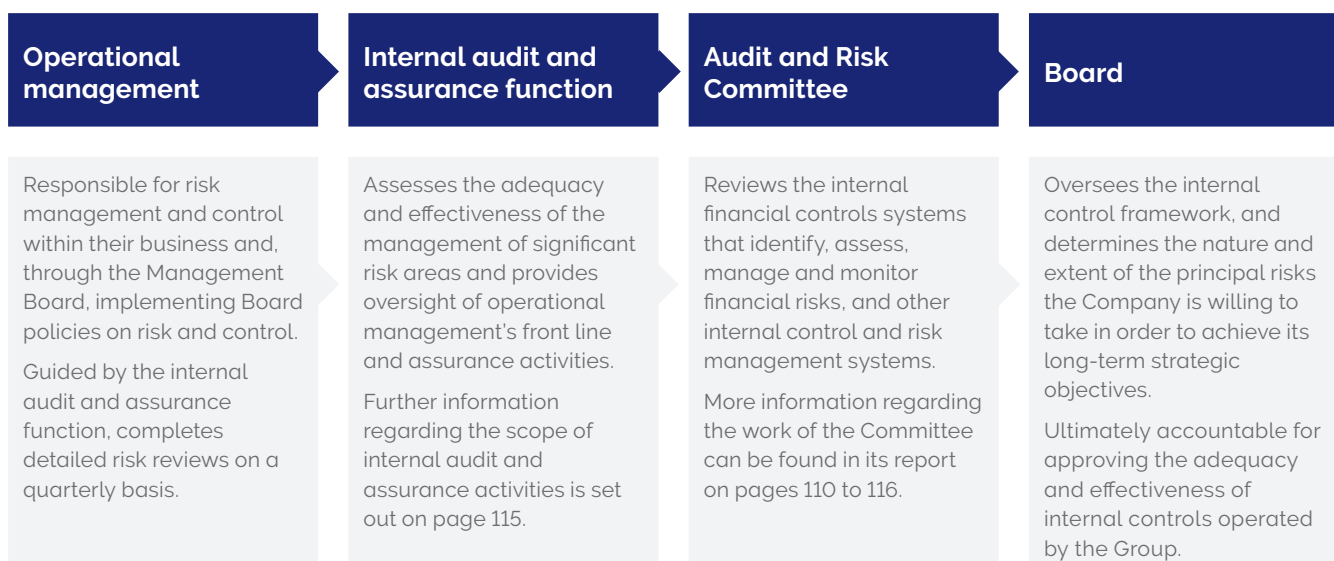 Operational
management
Responsible for risk
management and control
within their business and,
through the Management
Board, implementing Board
policies on risk and control.
Guided by the internal
audit and assurance
function, completes
detailed risk reviews on a
quarterly basis.
Internal audit and
assurance function
Assesses the adequacy
and effectiveness of the
management of significant
risk areas and provides
oversight of operational
management's front line
and assurance activities.
Further information
regarding the scope of
internal audit and
assurance activities is set
out on page 115.
Audit and Risk
Committee
Reviews the internal
financial controls systems
that identify, assess,
manage and monitor
financial risks, and other
internal control and risk
management systems.
More information regarding
the work of the Committee
can be found in its report
on pages 110 to 116.
Board
Oversees the internal
control framework, and
determines the nature and
extent of the principal risks
the Company is willing to
take in order to achieve its
long-term strategic
objectives.
Ultimately accountable for
approving the adequacy
and effectiveness of
internal controls operated
by the Group.